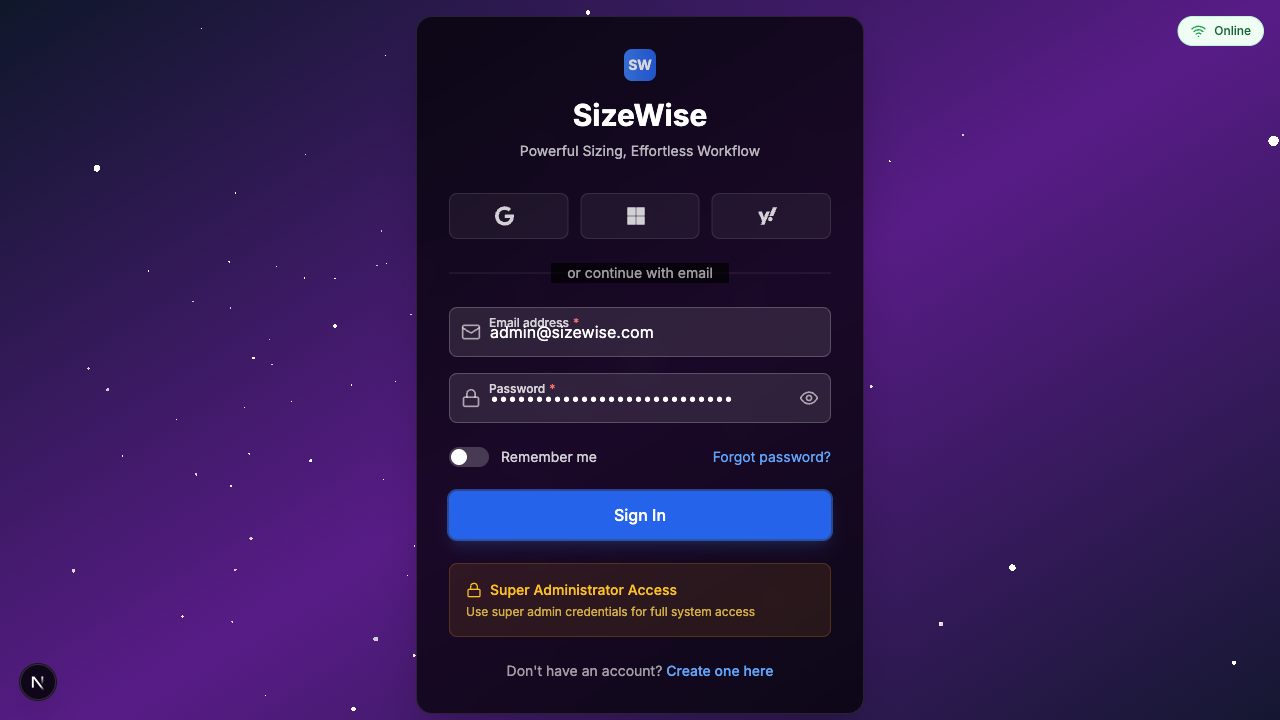 Online
SW
SizeWise
Powerful Sizing, Effortless Workflow
G
y!
or continue with email
Email address *
admin@sizewise.com
Password *
••••••••••••••••••••••••••••
Remember me
Forgot password?
Sign In
Super Administrator Access
Use super admin credentials for full system access
Don't have an account? Create one here
N